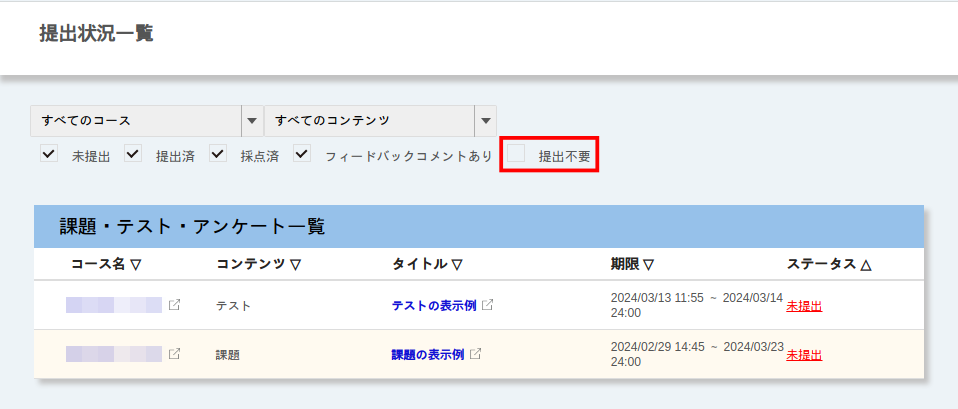 提出状況一覧
すべてのコース すべてのコンテンツ
未提出 提出済 採点済 フィードバックコメントあり 提出不要
課題・テスト・アンケート一覧
コース名 ▽ コンテンツ ▽ タイトル ▽ 期限 ▽ ステータス △
テスト テストの表示例 2024/03/13 11:55 ~ 2024/03/14 未提出
24:00
課題 課題の表示例 2024/02/29 14:45 ~ 2024/03/23 未提出
24:00